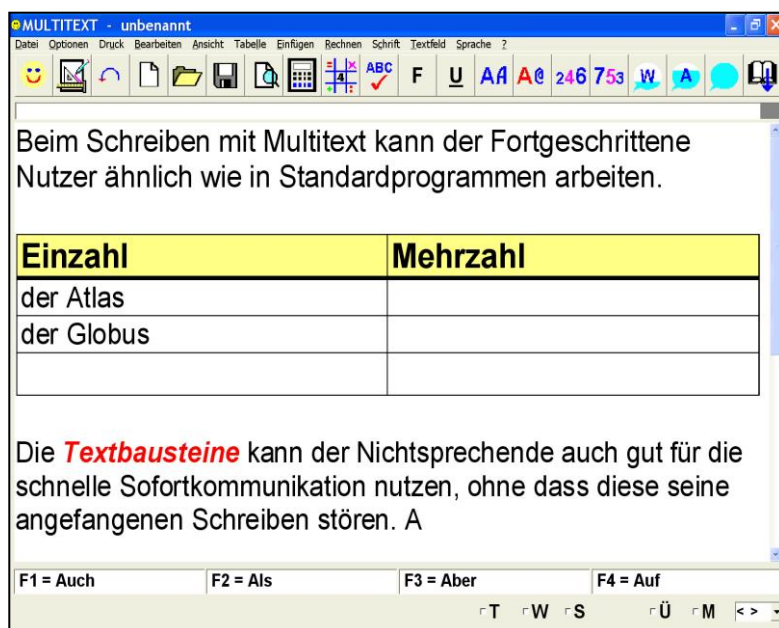 MULTITEXT - unbenannt
Datei Optionen Druck Bearbeiten Ansicht Tabelle Einfügen Rechnen Schrift Textfeld Sprache ?
4 ABC F U AA A@ 246 753 W A
Beim Schreiben mit Multitext kann der Fortgeschrittene
Nutzer ähnlich wie in Standardprogrammen arbeiten.
Einzahl Mehrzahl
der Atlas
der Globus
Die Textbausteine kann der Nichtsprechende auch gut für die
schnelle Sofortkommunikation nutzen, ohne dass diese seine
angefangenen Schreiben stören. A
F1 = Auch F2 = Als F3 = Aber F4 = Auf
T W S Ü M < >